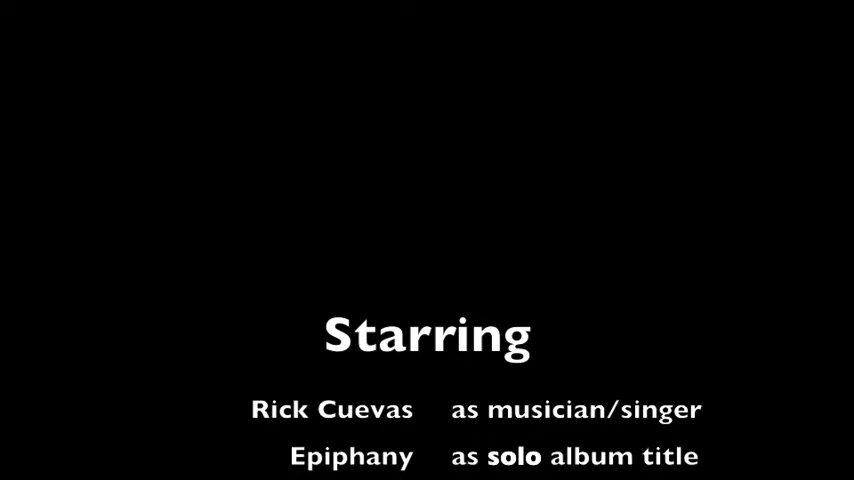 Starring
Rick Cuevas as musician/singer
Epiphany as solo album title